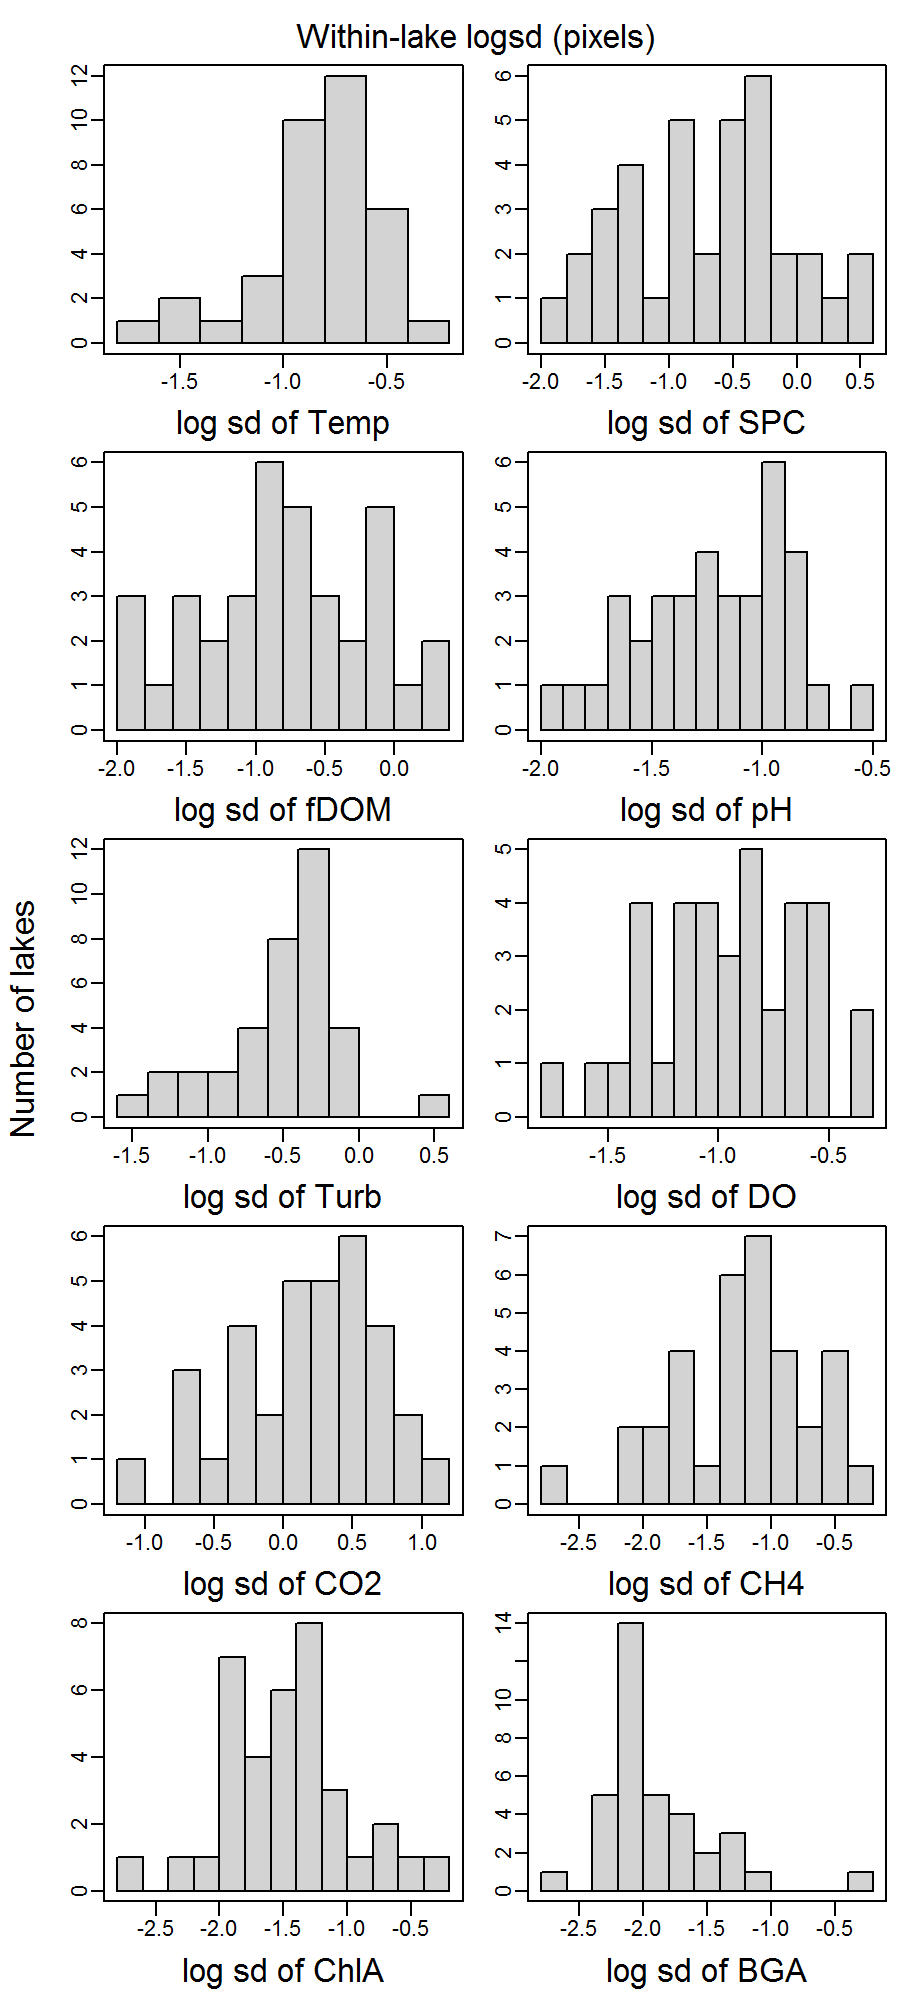 Within-lake logsd (pixels)
Number of lakes
0 2 4 6 8 10 12
-1.5 -1.0 -0.5
log sd of Temp
0 1 2 3 4 5 6
-2.0 -1.5 -1.0 -0.5 0.0 0.5
log sd of SPC
0 1 2 3 4 5 6
-2.0 -1.5 -1.0 -0.5 0.0
log sd of fDOM
0 1 2 3 4 5 6
-2.0 -1.5 -1.0 -0.5
log sd of pH
0 2 4 6 8 10 12
-1.5 -1.0 -0.5 0.0 0.5
log sd of Turb
0 1 2 3 4 5
-1.5 -1.0 -0.5
log sd of DO
0 1 2 3 4 5 6
-1.0 -0.5 0.0 0.5 1.0
log sd of CO2
0 1 2 3 4 5 6 7
-2.5 -2.0 -1.5 -1.0 -0.5
log sd of CH4
0 2 4 6 8
-2.5 -2.0 -1.5 -1.0 -0.5
log sd of ChlA
0 2 4 6 8 10 14
-2.5 -2.0 -1.5 -1.0 -0.5
log sd of BGA